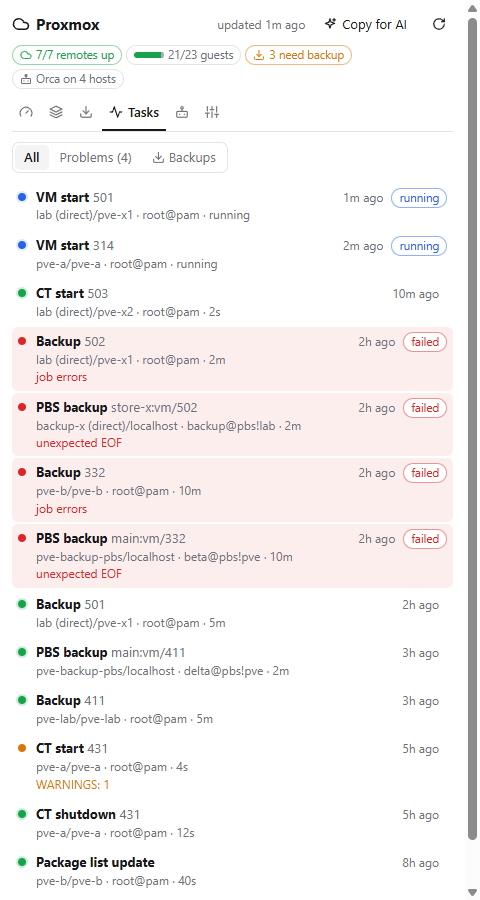 Proxmox updated 1m ago Copy for AI
7/7 remotes up 21/23 guests 3 need backup
Orca on 4 hosts
Tasks
All Problems (4) Backups
VM start 501 1m ago running
lab (direct)/pve-x1 · root@pam · running
VM start 314 2m ago running
pve-a/pve-a · root@pam · running
CT start 503 10m ago
lab (direct)/pve-x2 · root@pam · 2s
Backup 502 2h ago failed
lab (direct)/pve-x1 · root@pam · 2m
job errors
PBS backup store-x:vm/502 2h ago failed
backup-x (direct)/localhost · backup@pbs!lab · 2m
unexpected EOF
Backup 332 2h ago failed
pve-b/pve-b · root@pam · 10m
job errors
PBS backup main:vm/332 2h ago failed
pve-backup-pbs/localhost · beta@pbs!pve · 10m
unexpected EOF
Backup 501 2h ago
lab (direct)/pve-x1 · root@pam · 5m
PBS backup main:vm/411 3h ago
pve-backup-pbs/localhost · delta@pbs!pve · 2m
Backup 411 3h ago
pve-lab/pve-lab · root@pam · 5m
CT start 431 5h ago
pve-a/pve-a · root@pam · 4s
WARNINGS: 1
CT shutdown 431 5h ago
pve-a/pve-a · root@pam · 12s
Package list update 8h ago
pve-b/pve-b · root@pam · 40s